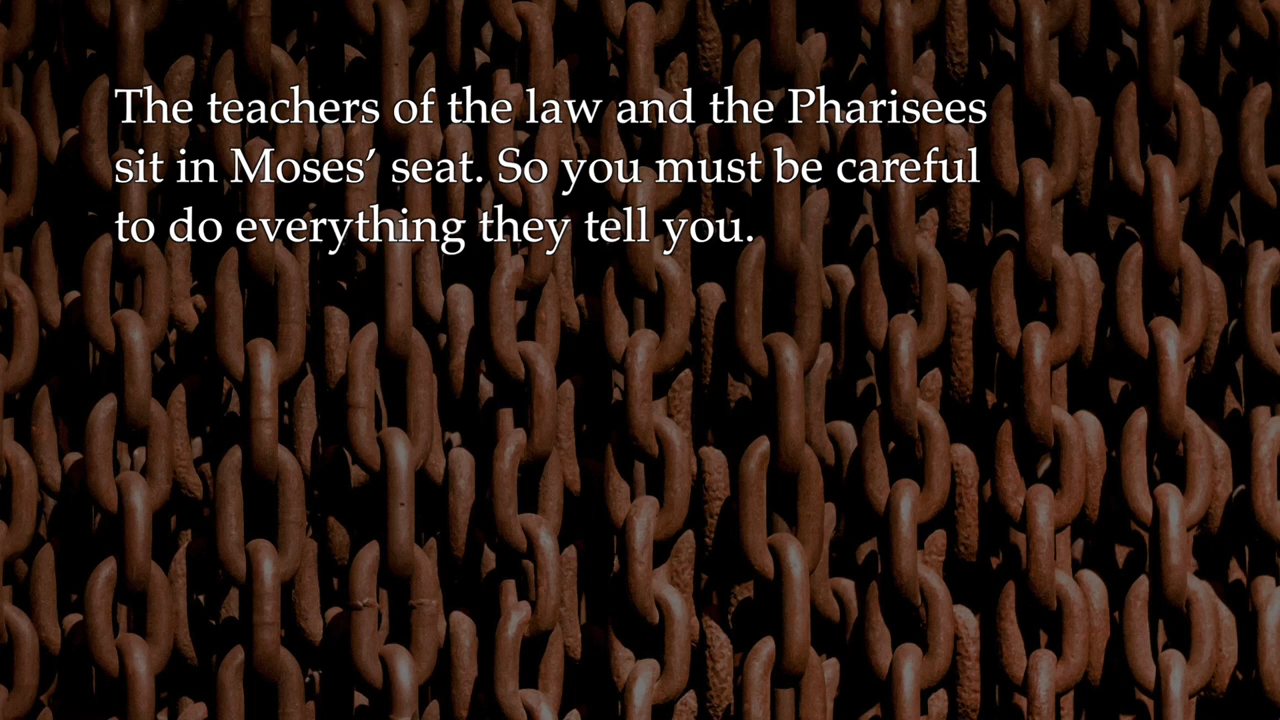 The teachers of the law and the Pharisees
sit in Moses’ seat. So you must be careful
to do everything they tell you.